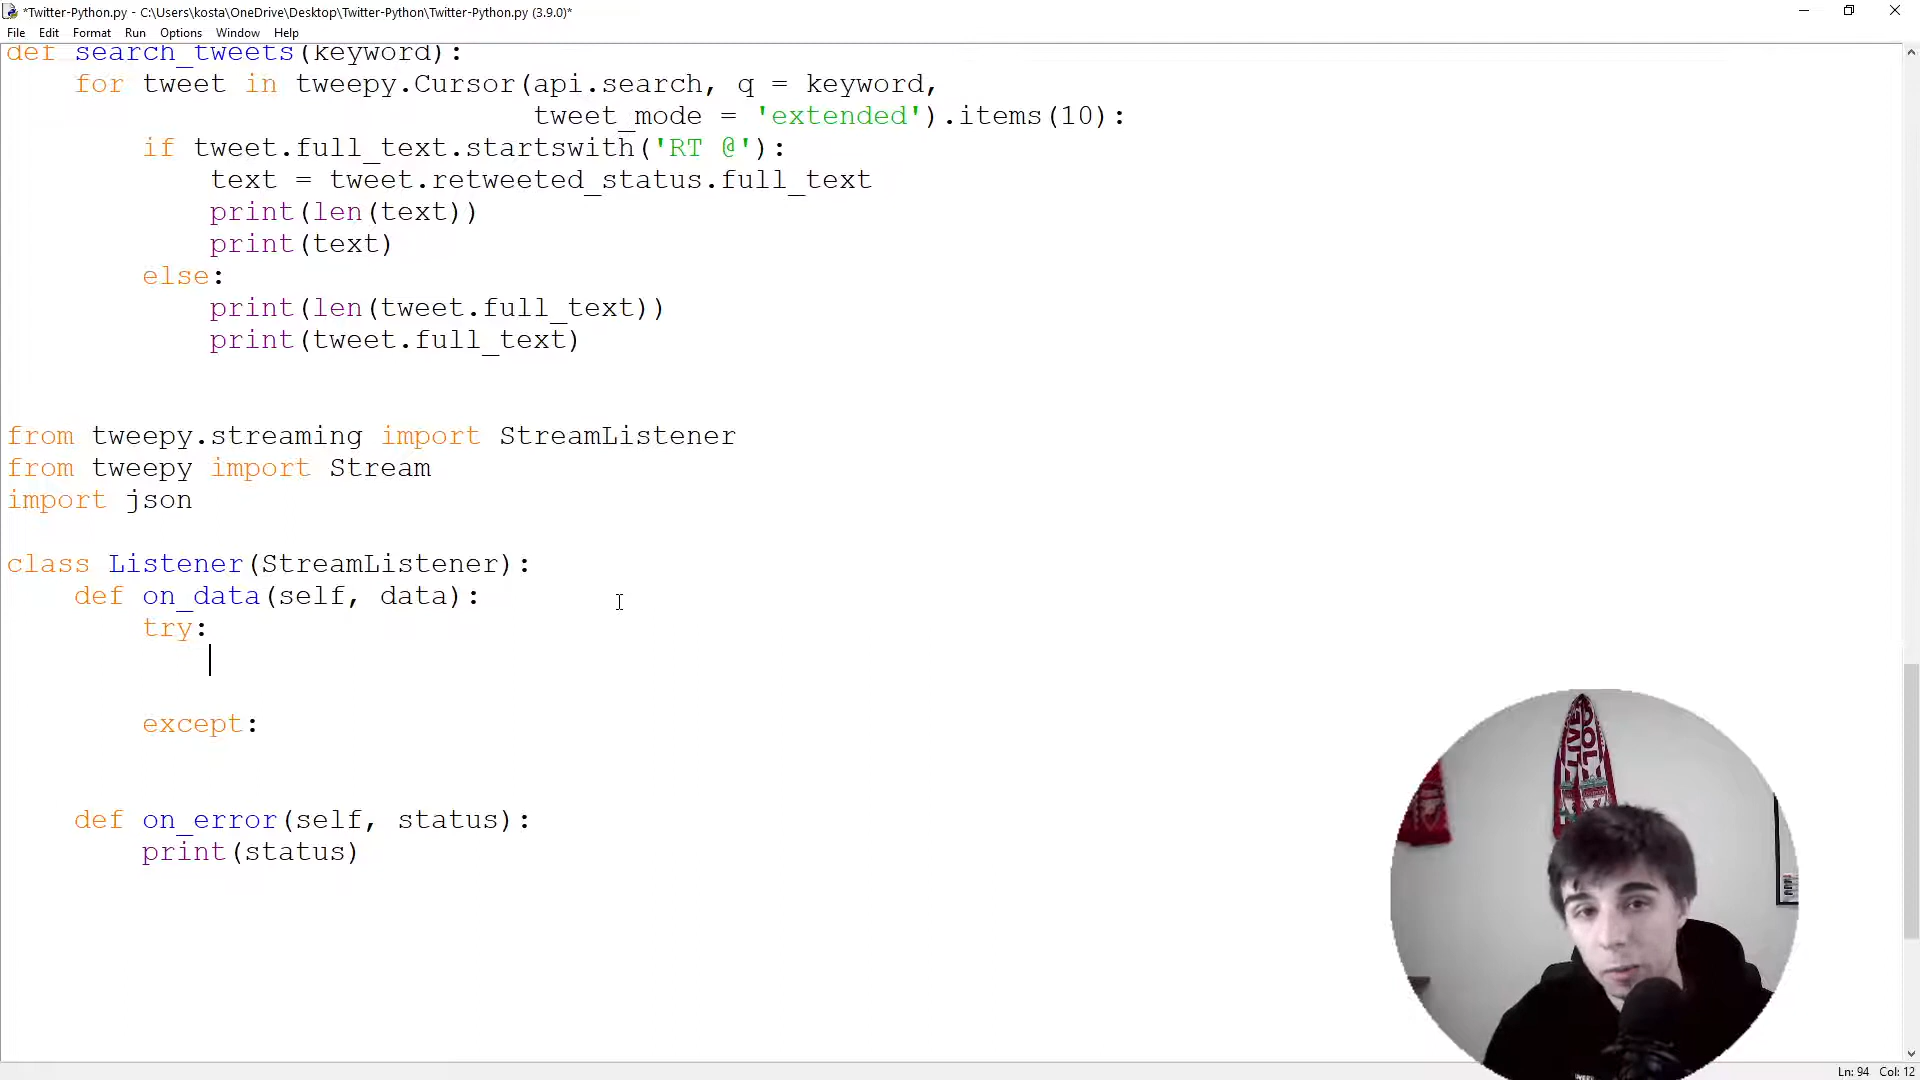 *Twitter-Python.py - C:\Users\kosta\OneDrive\Desktop\Twitter-Python\Twitter-Python.py (3.9.0)*
File Edit Format Run Options Window Help
def search_tweets(keyword):
    for tweet in tweepy.Cursor(api.search, q = keyword,
                               tweet_mode = 'extended').items(10):
        if tweet.full_text.startswith('RT @'):
            text = tweet.retweeted_status.full_text
            print(len(text))
            print(text)
        else:
            print(len(tweet.full_text))
            print(tweet.full_text)
from tweepy.streaming import StreamListener
from tweepy import Stream
import json
class Listener(StreamListener):
    def on_data(self, data):
        try:
        except:
    def on_error(self, status):
        print(status)
Ln: 94 Col: 12